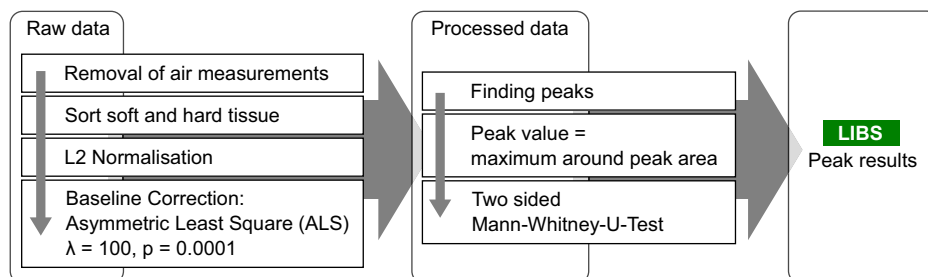 Raw data
Removal of air measurements
Sort soft and hard tissue
L2 Normalisation
Baseline Correction:
Asymmetric Least Square (ALS)
λ = 100, p = 0.0001
Processed data
Finding peaks
Peak value =
maximum around peak area
Two sided
Mann-Whitney-U-Test
LIBS
Peak results